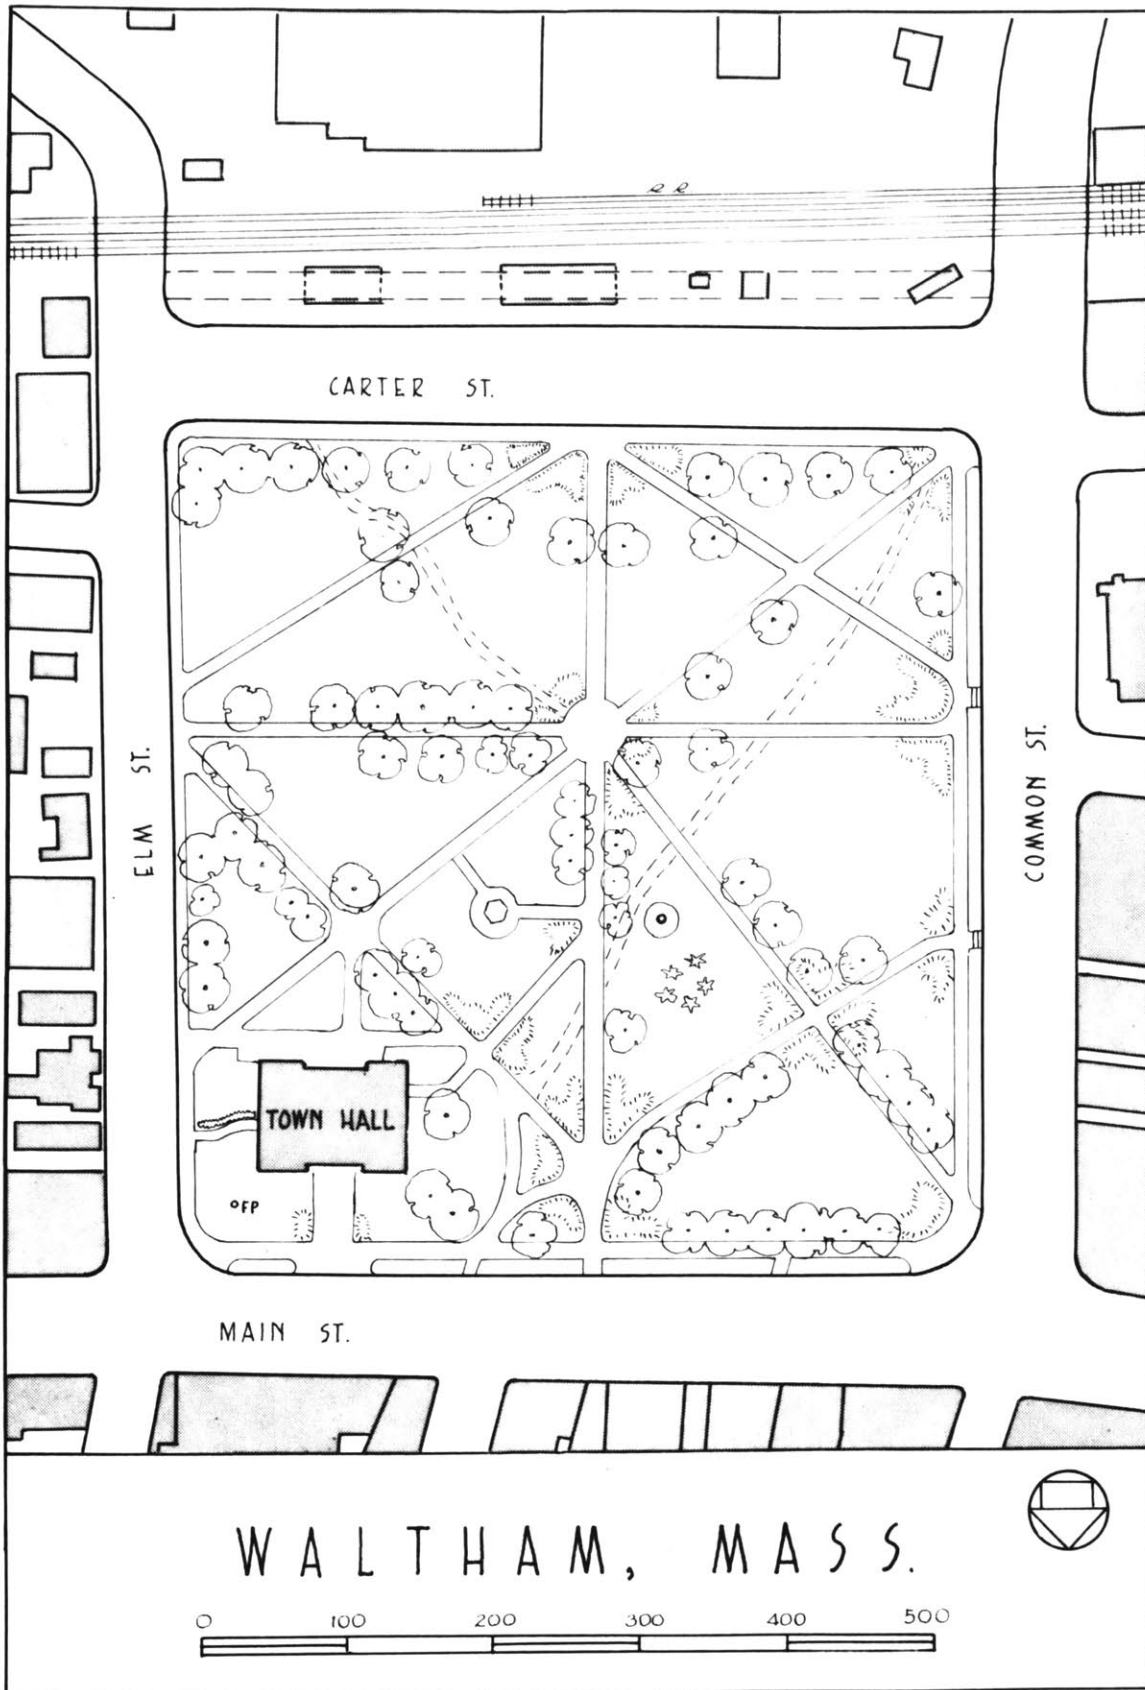 R R
CARTER ST.
ELM ST.
COMMON ST.
TOWN HALL
OFP
MAIN ST.
WALTHAM, MASS.
0 100 200 300 400 500